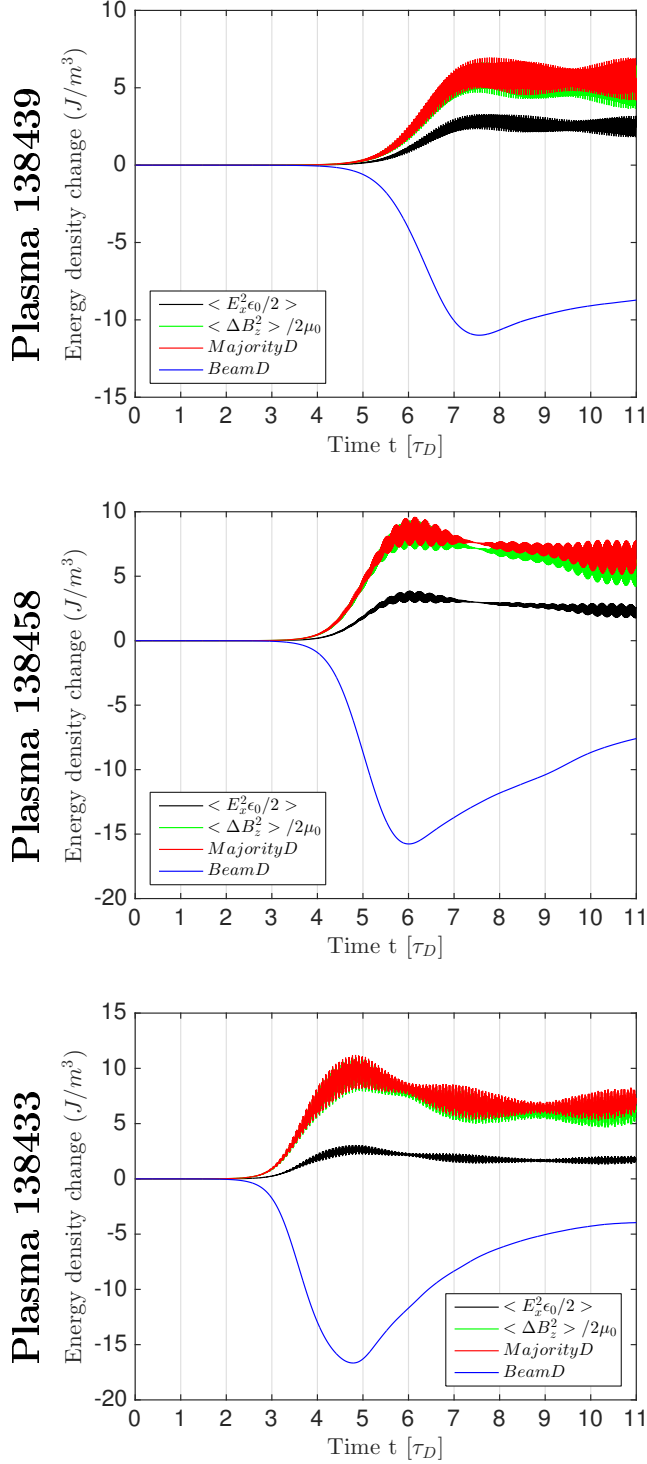 Plasma 138439
Energy density change (J/m³)
10
5
0
-5
-10
-15
< E_x^2 ϵ_0/2 >
< ΔB_z^2 > /2μ_0
MajorityD
BeamD
0 1 2 3 4 5 6 7 8 9 10 11
Time t [τ_D]
Plasma 138458
Energy density change (J/m³)
10
5
0
-5
-10
-15
-20
< E_x^2 ϵ_0/2 >
< ΔB_z^2 > /2μ_0
MajorityD
BeamD
0 1 2 3 4 5 6 7 8 9 10 11
Time t [τ_D]
Plasma 138433
Energy density change (J/m³)
15
10
5
0
-5
-10
-15
-20
< E_x^2 ϵ_0/2 >
< ΔB_z^2 > /2μ_0
MajorityD
BeamD
0 1 2 3 4 5 6 7 8 9 10 11
Time t [τ_D]